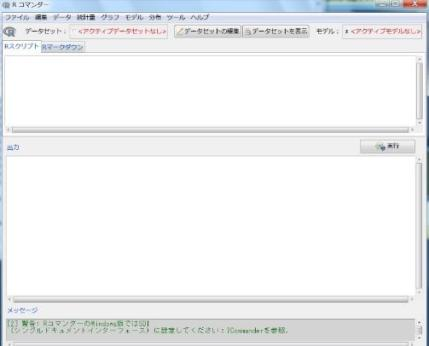 R コマンダー
ファイル 編集 データ 統計量 グラフ モデル 分布 ツール ヘルプ
データセット: <アクティブデータセットなし> データセットの編集 データセットを表示 モデル: <アクティブモデルなし>
Rスクリプト Rマークダウン
出力 実行
メッセージ
[2] 警告: RコマンダーのWindows版ではSDI
(シングルドキュメントインターフェース) に設定してください:?Commanderを参照.